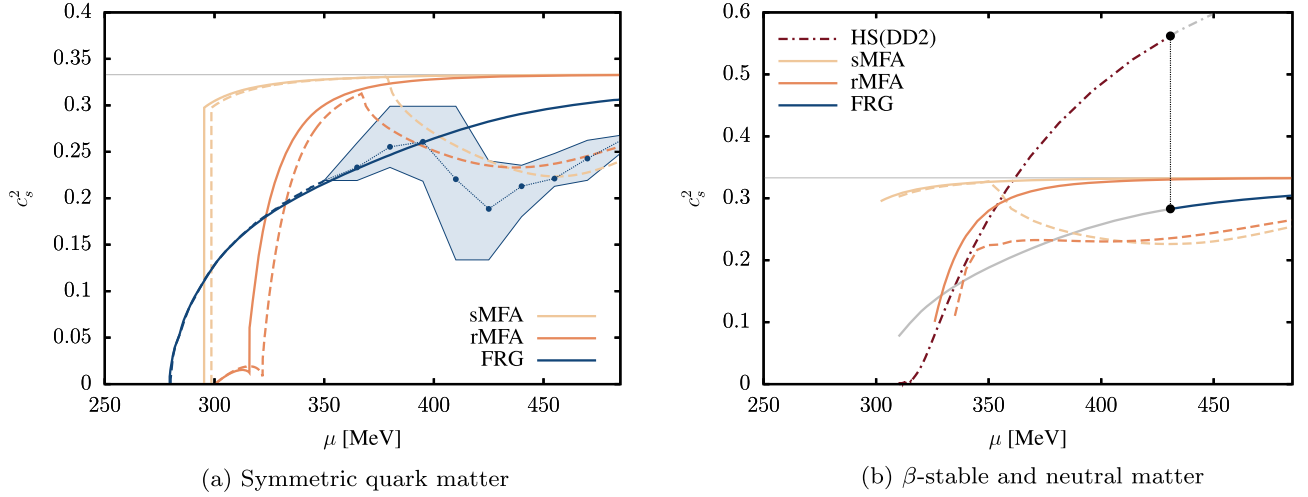 0.4
0.35
0.3
0.25
0.2
0.15
0.1
0.05
0
c_s^2
250 300 350 400 450
μ [MeV]
sMFA
rMFA
FRG
(a) Symmetric quark matter
0.6
0.5
0.4
0.3
0.2
0.1
0
c_s^2
250 300 350 400 450
μ [MeV]
HS(DD2)
sMFA
rMFA
FRG
(b) β-stable and neutral matter